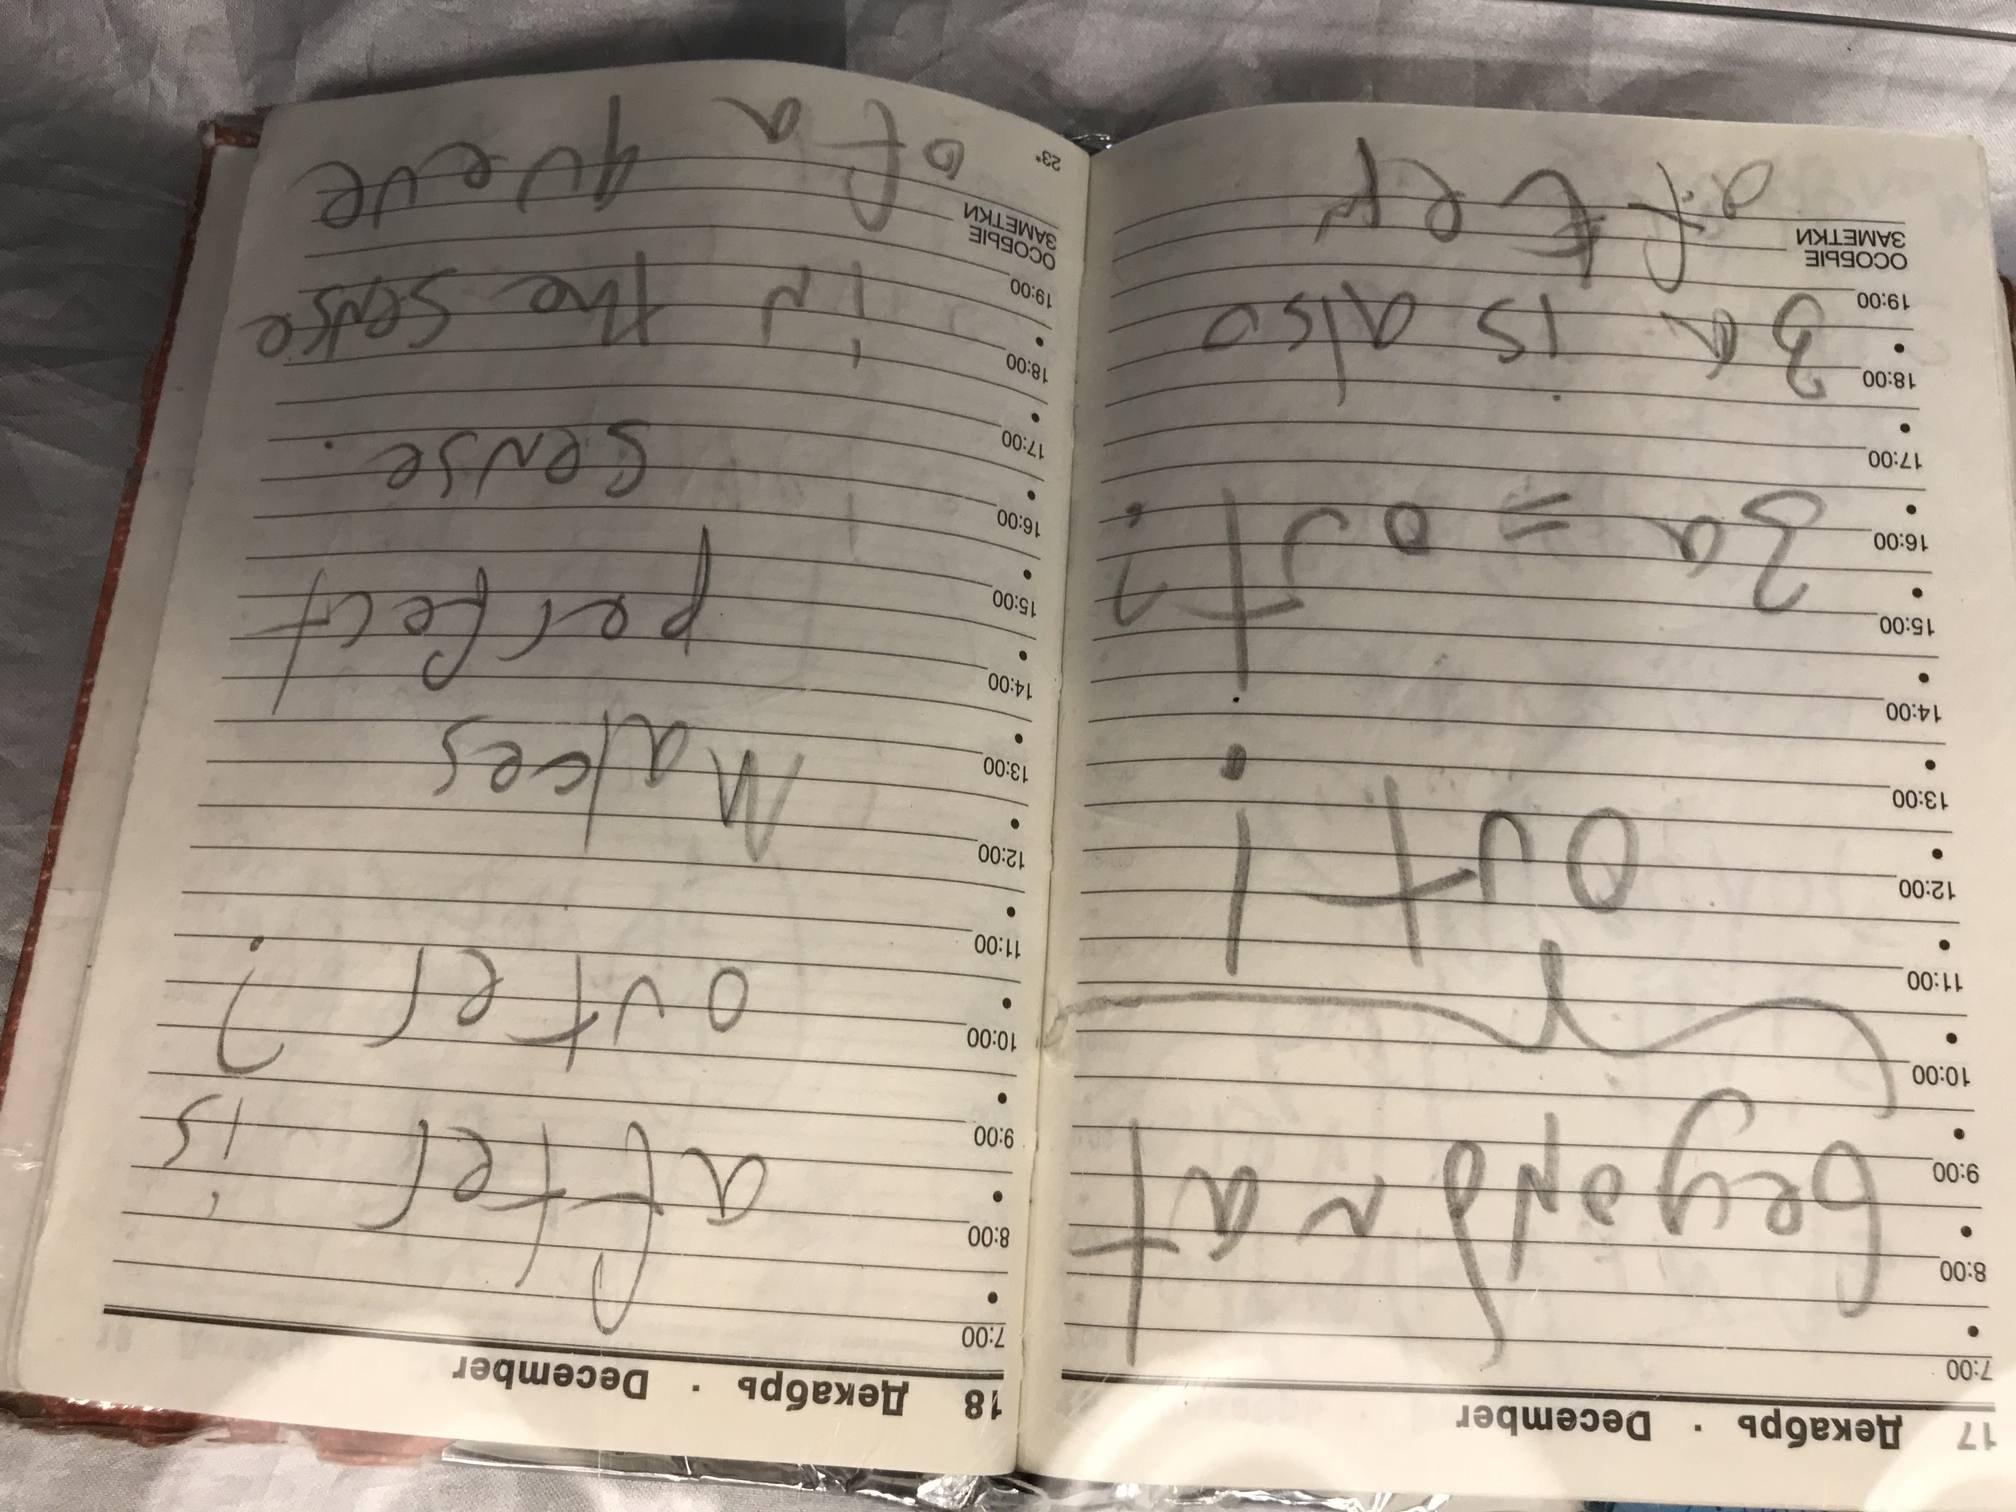 17 Декабрь · December
7:00
beyond
8:00
9:00
10:00
11:00
out!
12:00
13:00
14:00
За = out?
15:00
16:00
17:00
За is also
18:00
19:00
ОСОБЫЕ
ЗАМЕТКИ
after
18 Декабрь · December
7:00
after is
8:00
9:00
outer?
10:00
11:00
12:00
Makes
13:00
14:00
perfect
15:00
16:00
sense.
17:00
18:00
in the sense
19:00
ОСОБЫЕ
ЗАМЕТКИ
of a queue
23*